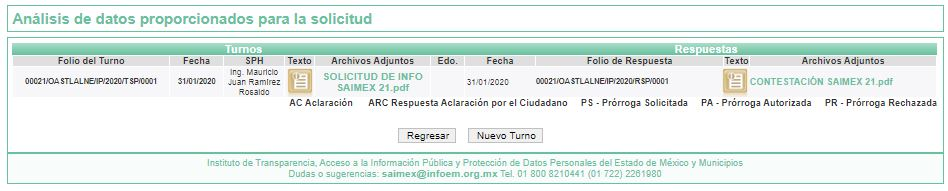 Análisis de datos proporcionados para la solicitud
Turnos Respuestas
Folio del Turno Fecha SPH Texto Archivos Adjuntos Edo. Fecha Folio de Respuesta Texto Archivos Adjuntos
00021/OASTLALNE/IP/2020/TSP/0001 31/01/2020 Ing. Mauricio Juan Ramírez Rosaldo SOLICITUD DE INFO SAIMEX 21.pdf 31/01/2020 00021/OASTLALNE/IP/2020/RSP/0001 CONTESTACIÓN SAIMEX 21.pdf
AC Aclaración ARC Respuesta Aclaración por el Ciudadano PS - Prórroga Solicitada PA - Prórroga Autorizada PR - Prórroga Rechazada
Regresar Nuevo Turno
Instituto de Transparencia, Acceso a la Información Pública y Protección de Datos Personales del Estado de México y Municipios
Dudas o sugerencias: saimex@infoem.org.mx Tel. 01 800 8210441 (01 722) 2261980